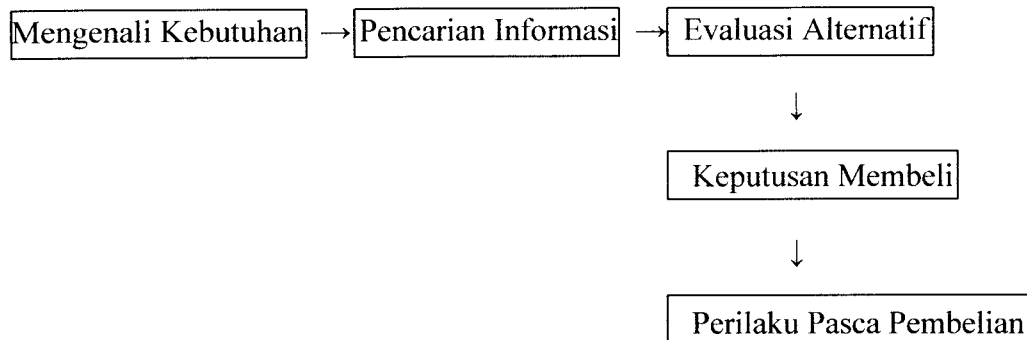 Mengenali Kebutuhan → Pencarian Informasi → Evaluasi Alternatif
↓
Keputusan Membeli
↓
Perilaku Pasca Pembelian